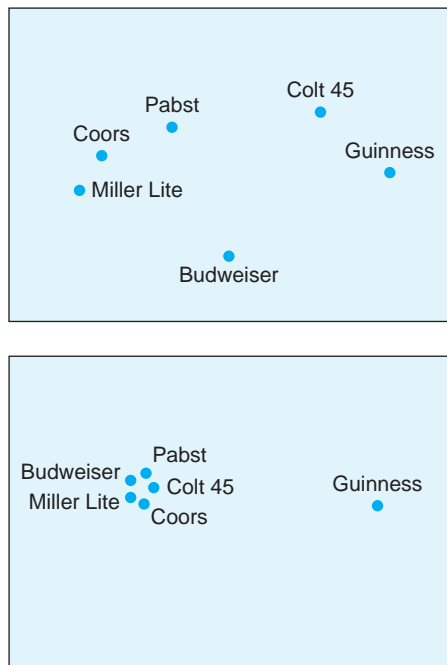 Colt 45
Pabst
Coors
Guinness
Miller Lite
Budweiser
Pabst
Budweiser
Colt 45
Guinness
Miller Lite
Coors